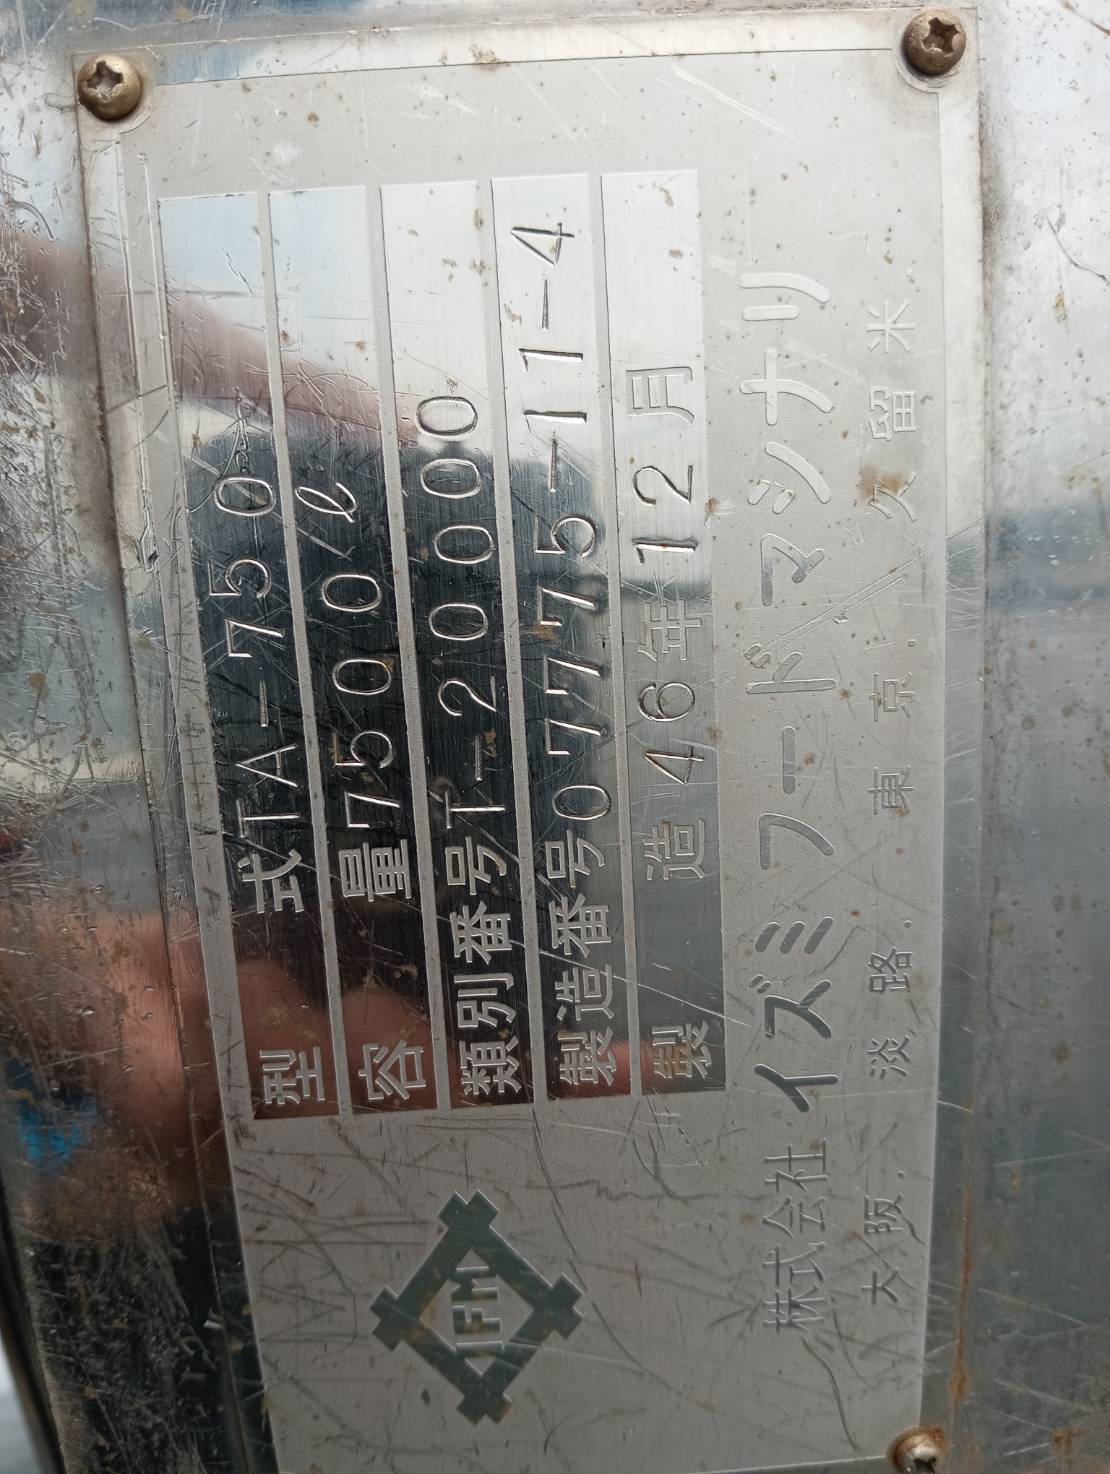 IFM
型式 TA-750
容量 7500ℓ
類別番号 T-20000
製造番号 07775-11-4
製造 46年12月
株式会社 イズミフードマシナリ
大阪.淡路.東京.久留米